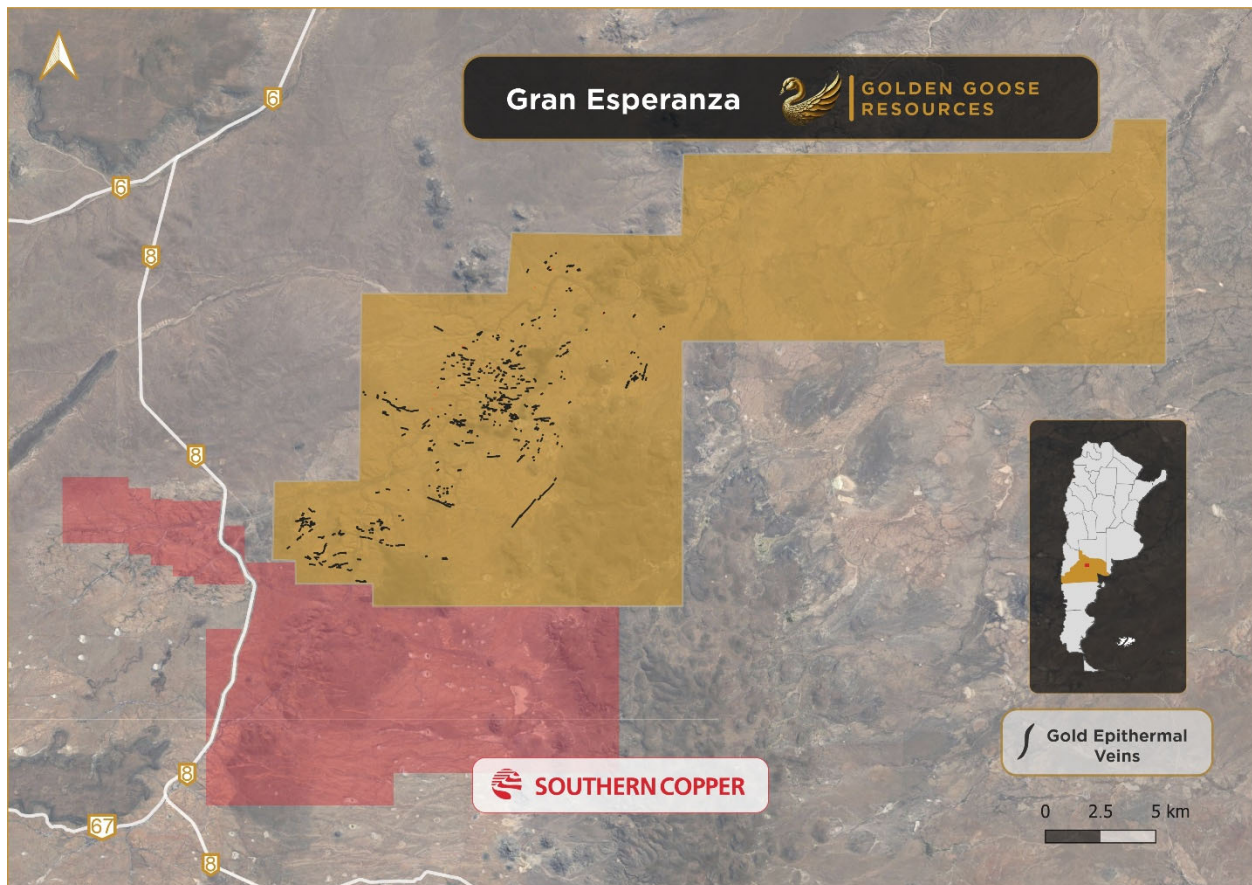 6
Gran Esperanza
GOLDEN GOOSE
RESOURCES
6
8
8
Gold Epithermal
Veins
8
SOUTHERN COPPER
0 2.5 5 km
67
8